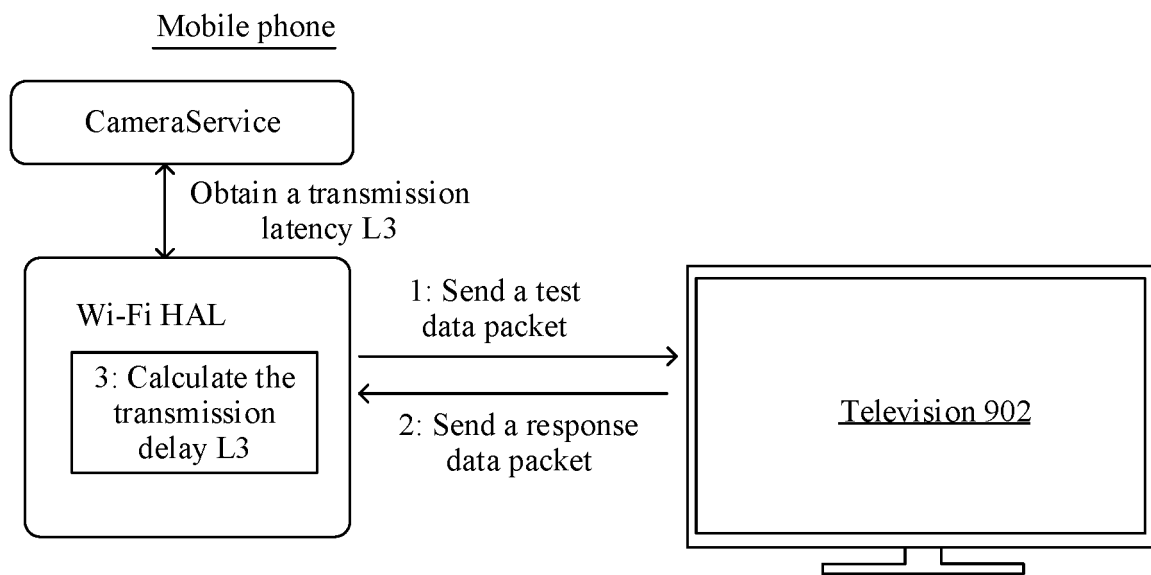 Mobile phone
CameraService
Obtain a transmission
latency L3
Wi-Fi HAL
1: Send a test
data packet
3: Calculate the
transmission
delay L3
2: Send a response
data packet
Television 902